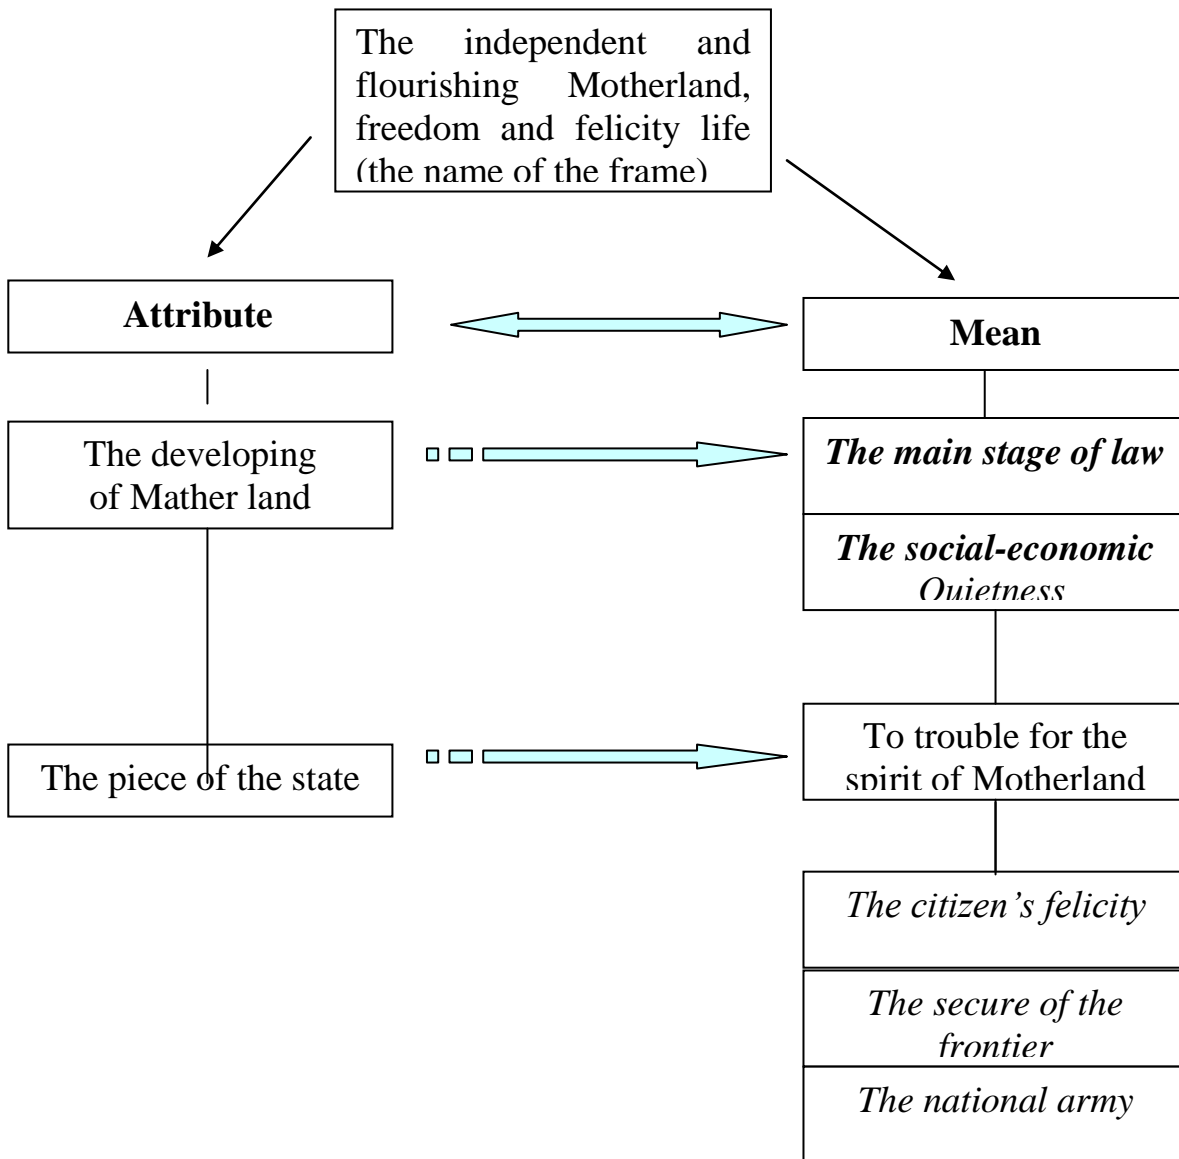 The independent and
flourishing Motherland,
freedom and felicity life
(the name of the frame)
Attribute
Mean
The developing
of Mather land
The main stage of law
The social-economic
Quietness
The piece of the state
To trouble for the
spirit of Motherland
The citizen's felicity
The secure of the
frontier
The national army